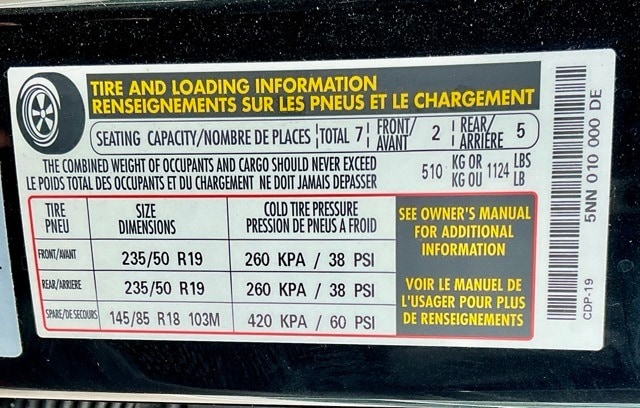 TIRE AND LOADING INFORMATION
RENSEIGNEMENTS SUR LES PNEUS ET LE CHARGEMENT
SEATING CAPACITY/NOMBRE DE PLACES TOTAL 7 FRONT/AVANT 2 REAR/ARRIÈRE 5
THE COMBINED WEIGHT OF OCCUPANTS AND CARGO SHOULD NEVER EXCEED
LE POIDS TOTAL DES OCCUPANTS ET DU CHARGEMENT NE DOIT JAMAIS DEPASSER
510 KG OR 1124 LBS
KG OU LB
TIRE SIZE COLD TIRE PRESSURE
PNEU DIMENSIONS PRESSION DE PNEUS A FROID
FRONT/AVANT 235/50 R19 260 KPA / 38 PSI
REAR/ARRIERE 235/50 R19 260 KPA / 38 PSI
SPARE/DE SECOURS 145/85 R18 103M 420 KPA / 60 PSI
SEE OWNER'S MANUAL
FOR ADDITIONAL
INFORMATION
VOIR LE MANUEL DE
L'USAGER POUR PLUS
DE RENSEIGNEMENTS
CDP-19
5NN 010 000 DE